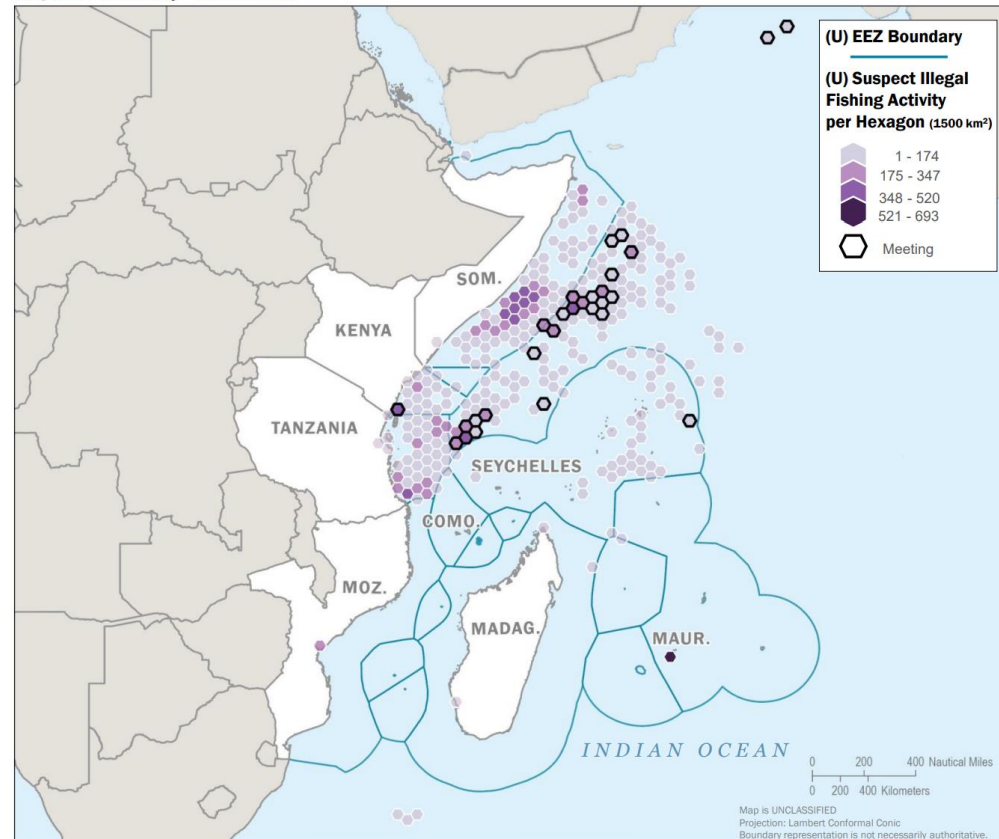 (U) EEZ Boundary
(U) Suspect Illegal
Fishing Activity
per Hexagon (1500 km²)
1 - 174
175 - 347
348 - 520
521 - 693
Meeting
SOM.
KENYA
TANZANIA
SEYCHELLES
COMO.
MOZ.
MADAG.
MAUR.
INDIAN OCEAN
0 200 400 Nautical Miles
0 200 400 Kilometers
Map is UNCLASSIFIED
Projection: Lambert Conformal Conic
Boundary representation is not necessarily authoritative.